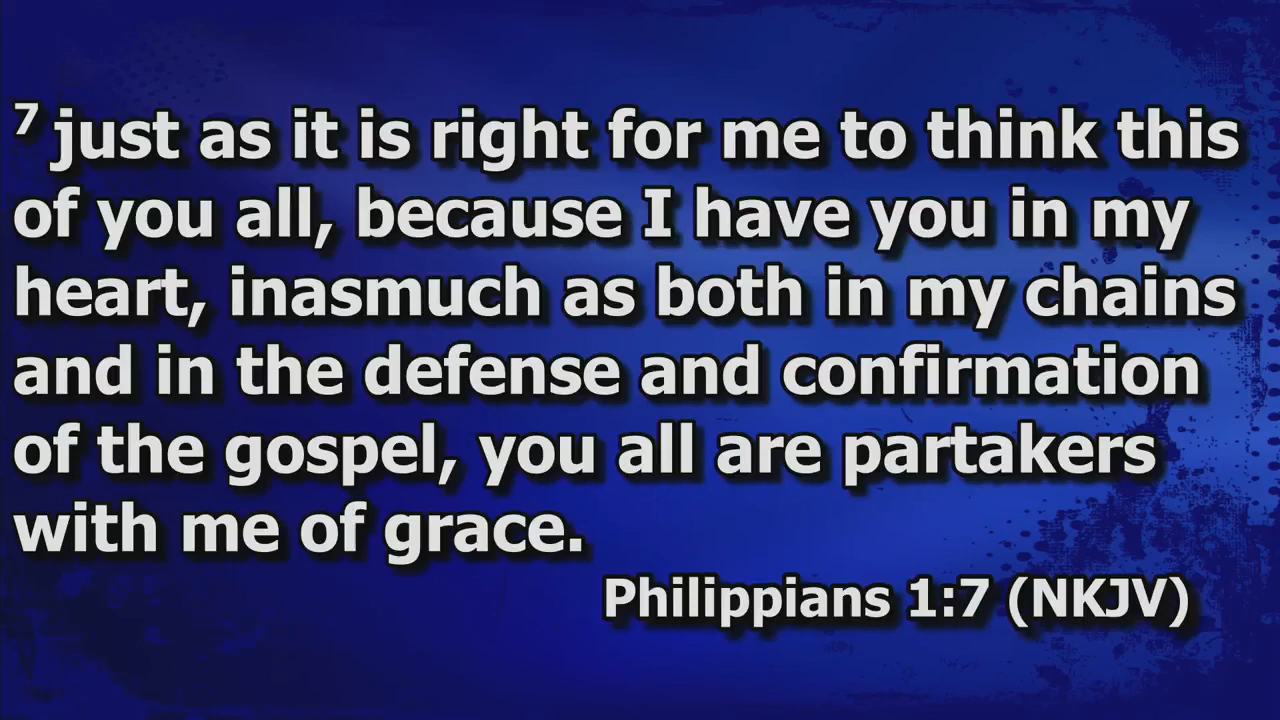 7 just as it is right for me to think this
of you all, because I have you in my
heart, inasmuch as both in my chains
and in the defense and confirmation
of the gospel, you all are partakers
with me of grace.
Philippians 1:7 (NKJV)